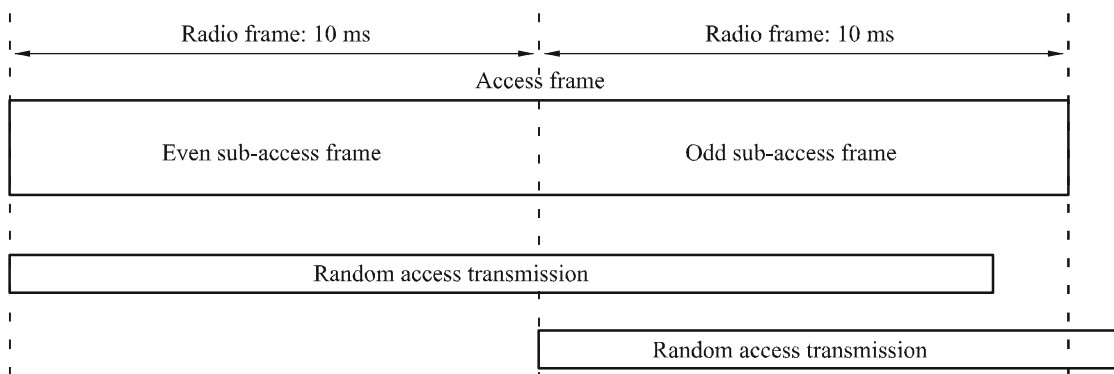 Radio frame: 10 ms
Radio frame: 10 ms
Access frame
Even sub-access frame
Odd sub-access frame
Random access transmission
Random access transmission